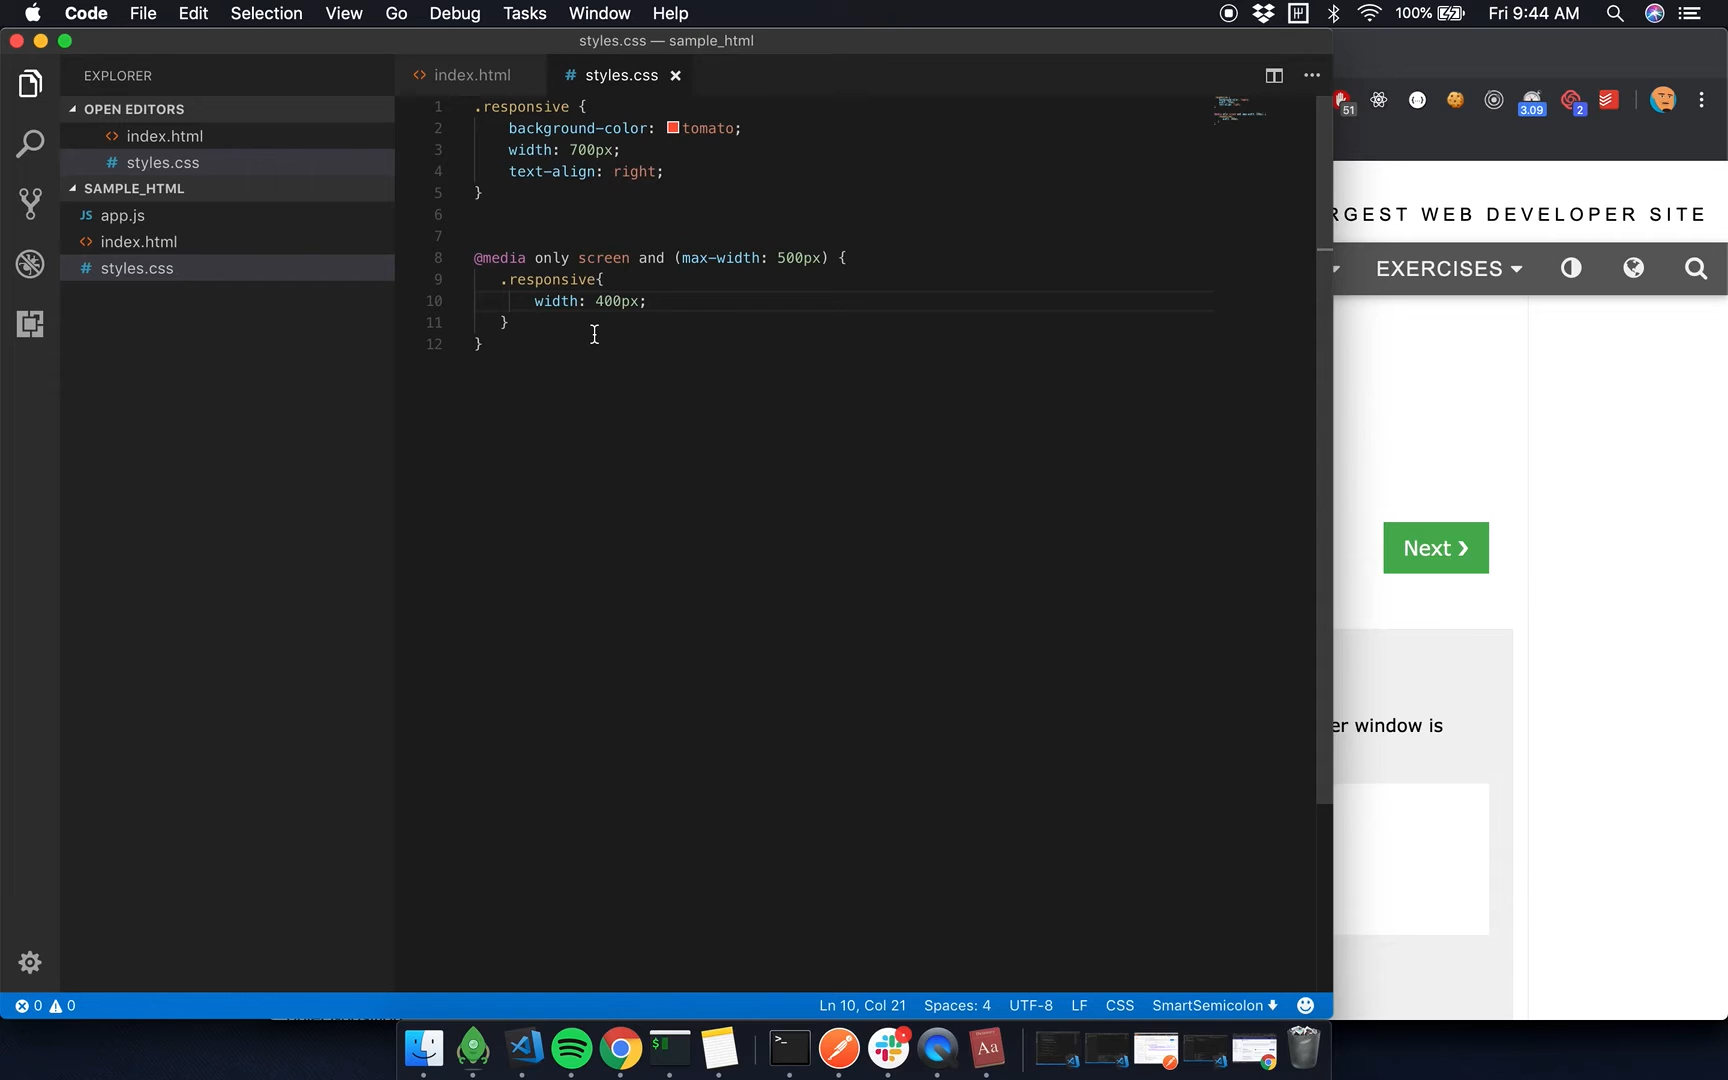 Code File Edit Selection View Go Debug Tasks Window Help
100% Fri 9:44 AM
styles.css — sample_html
EXPLORER
index.html
styles.css
OPEN EDITORS
index.html
styles.css
SAMPLE_HTML
app.js
index.html
styles.css
1 .responsive {
2 background-color: tomato;
3 width: 700px;
4 text-align: right;
5 }
6
7
8 @media only screen and (max-width: 500px) {
9 .responsive{
10 width: 400px;
11 }
12 }
51
3.09
2
RGEST WEB DEVELOPER SITE
EXERCISES
Next ❯
er window is
0 0
Ln 10, Col 21 Spaces: 4 UTF-8 LF CSS SmartSemicolon
JS
$
>_
Aa